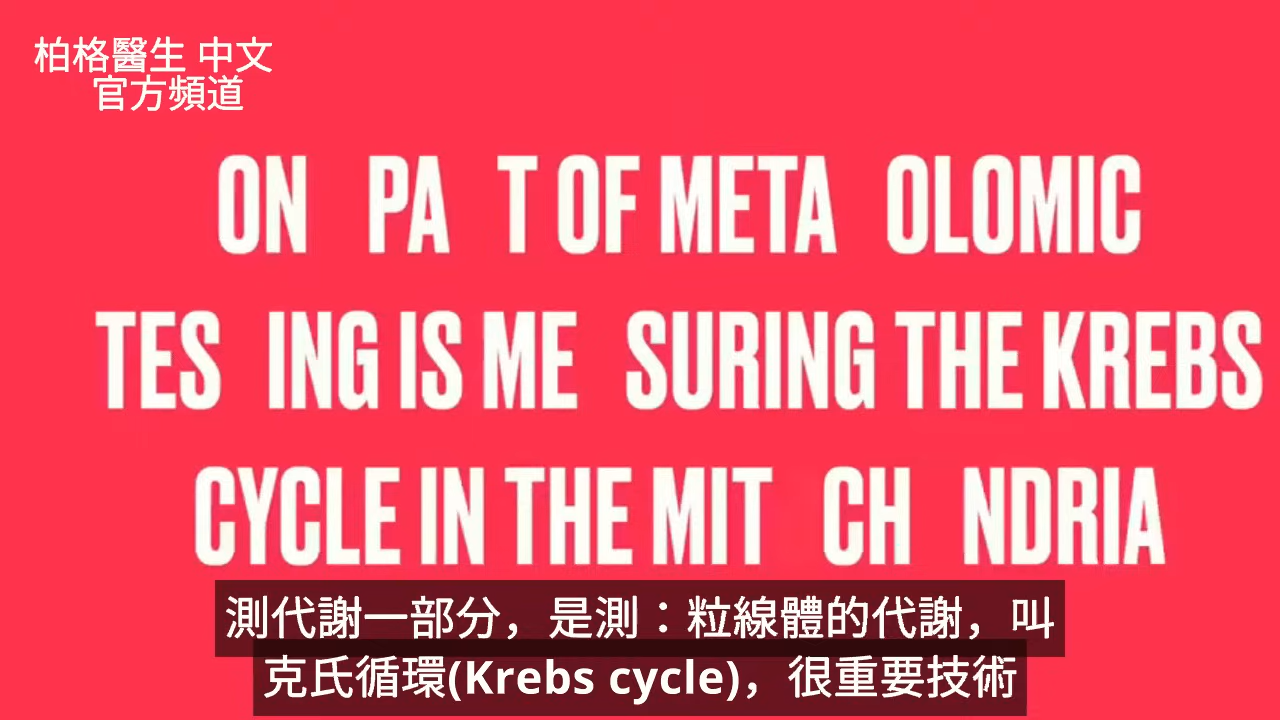 柏格醫生 中文
官方頻道
ON PA T OF META OLOMIC
TES ING IS ME SURING THE KREBS
CYCLE IN THE MIT CH NDRIA
測代謝一部分，是測：粒線體的代謝，叫
克氏循環(Krebs cycle)，很重要技術